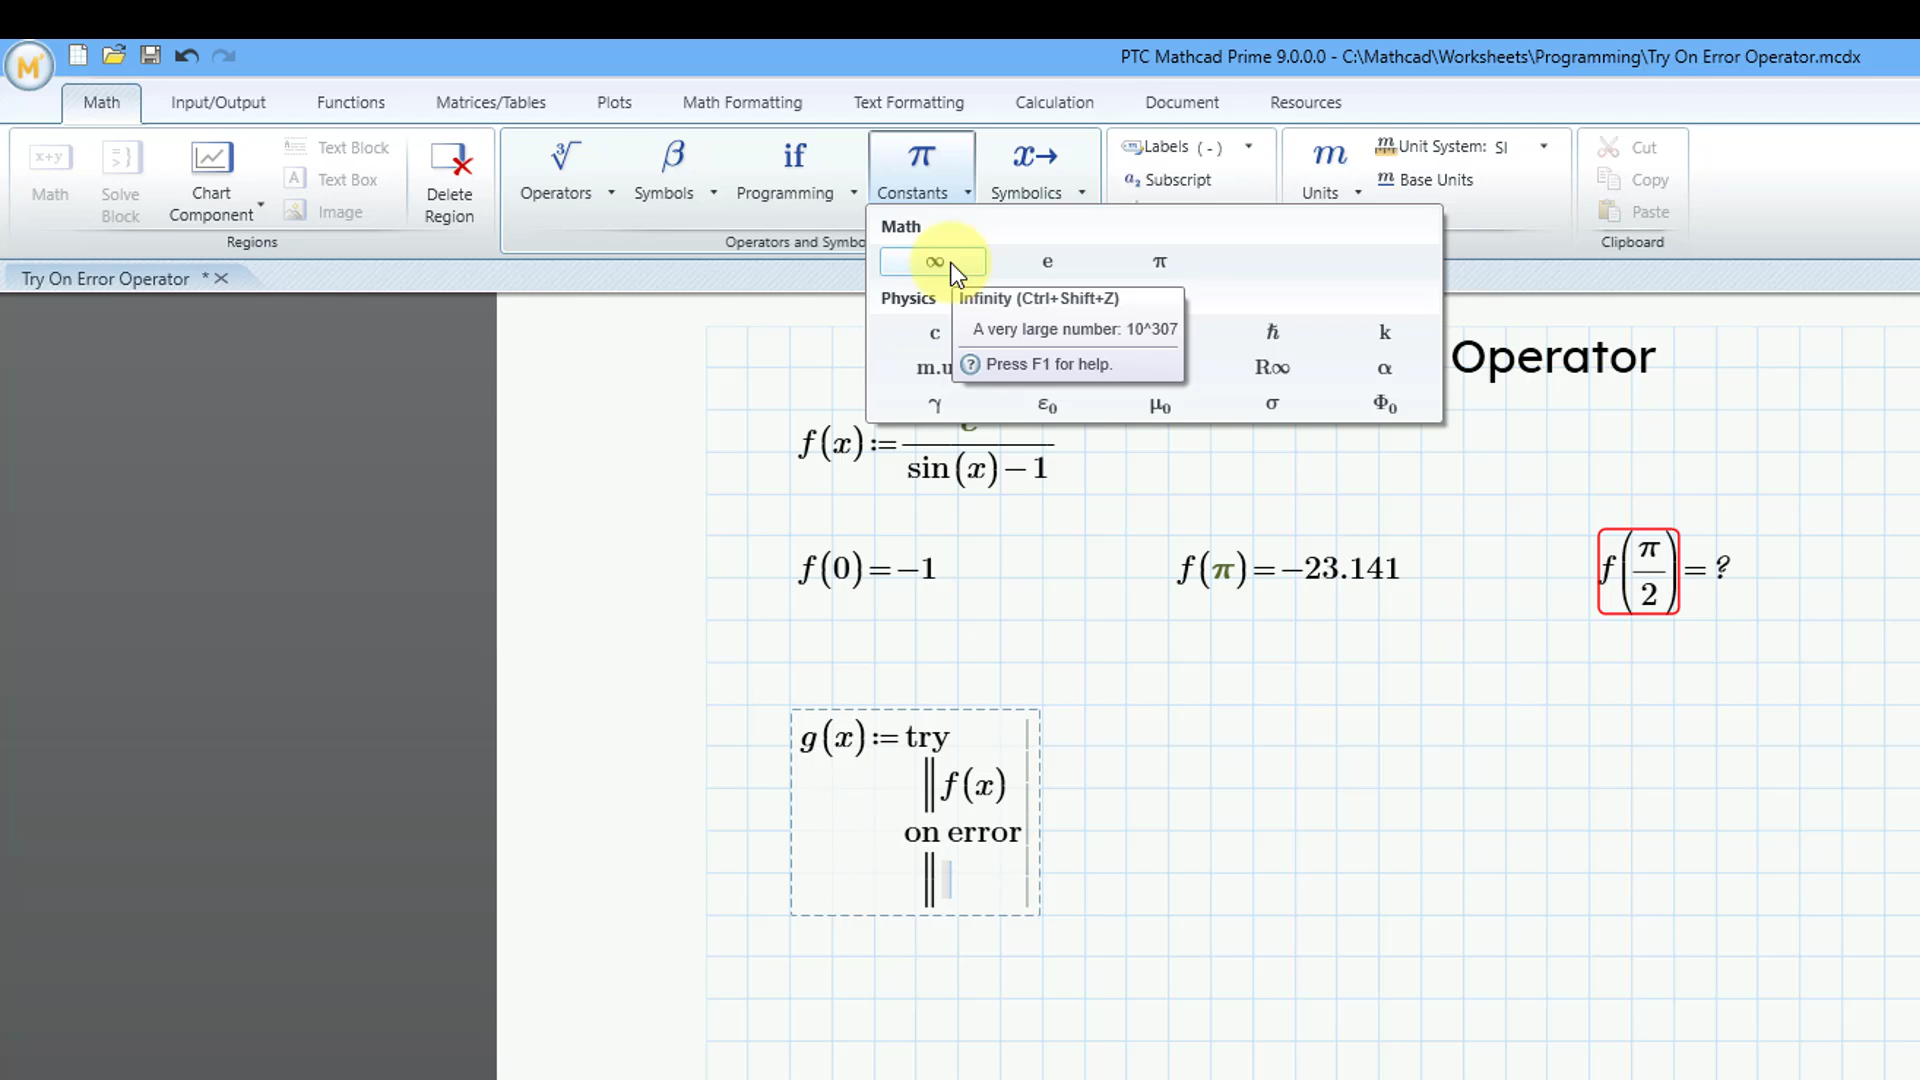 PTC Mathcad Prime 9.0.0.0 - C:\Mathcad\Worksheets\Programming\Try On Error Operator.mcdx
Math Input/Output Functions Matrices/Tables Plots Math Formatting Text Formatting Calculation Document Resources
x+y
Math
Solve
Block
Chart
Component
Text Block
A Text Box
Image
Delete
Region
Regions
∛ Operators
β Symbols
if Programming
π Constants
x→ Symbolics
Operators and Symbo
Labels ( - )
a₂ Subscript
m Units
m Unit System: SI
m Base Units
Cut
Copy
Paste
Clipboard
Try On Error Operator *
Math
∞ e π
Physics
c ℏ k
m.u R∞ α
γ ε₀ μ₀ σ Φ₀
Infinity (Ctrl+Shift+Z)
A very large number: 10^307
? Press F1 for help.
Operator
f(x):=
sin(x)−1
f(0)=−1 f(π)=−23.141 f(π/2)=?
g(x):=try
f(x)
on error